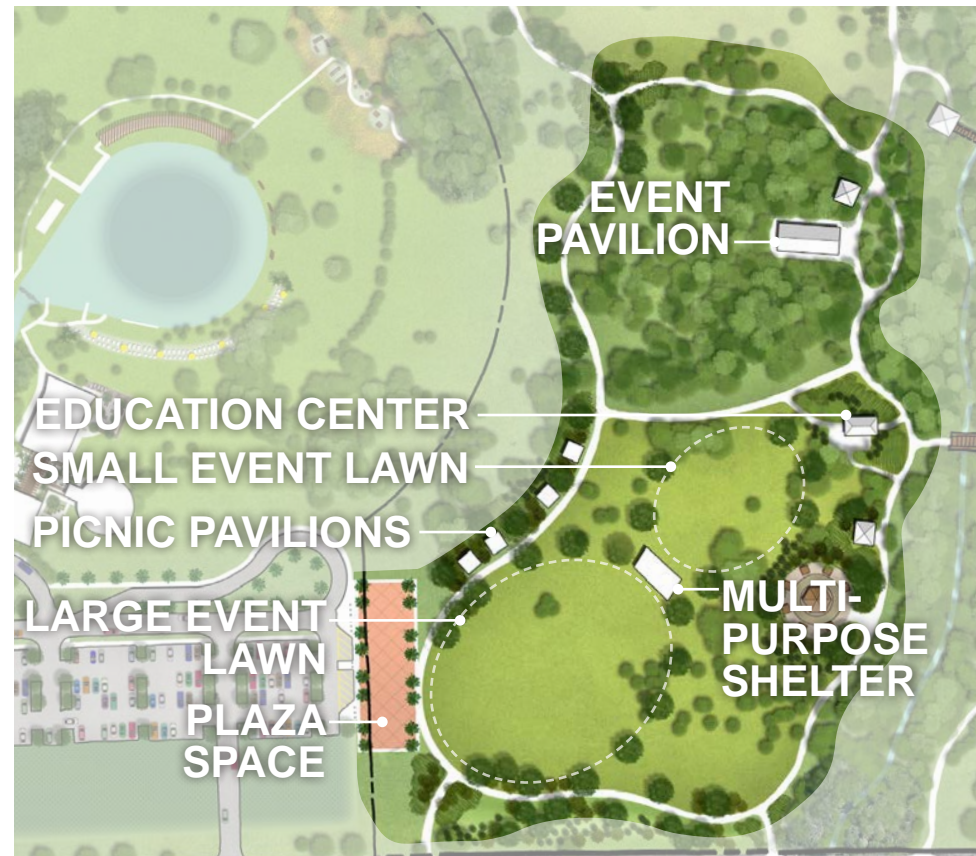 EVENT
PAVILION
EDUCATION CENTER
SMALL EVENT LAWN
PICNIC PAVILIONS
LARGE EVENT
LAWN
MULTI-
PURPOSE
SHELTER
PLAZA
SPACE